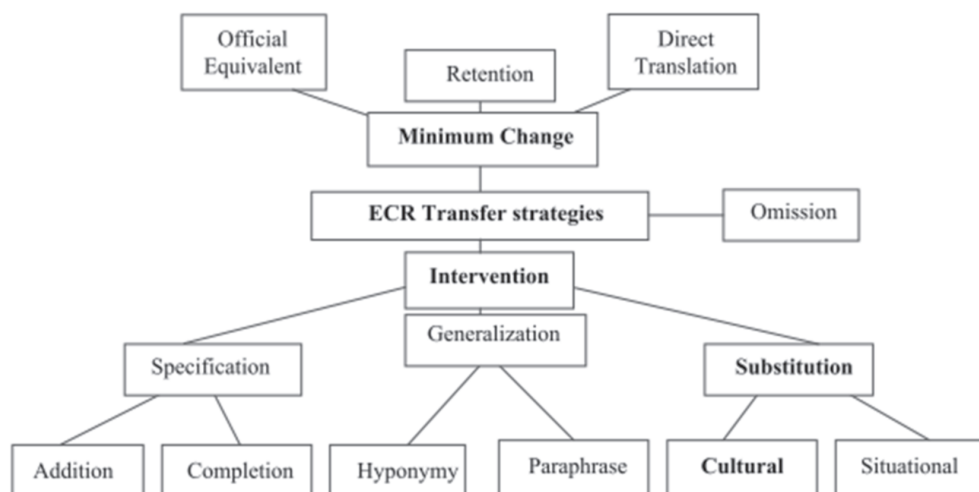 Official
Equivalent
Retention
Direct
Translation
Minimum Change
ECR Transfer strategies
Omission
Intervention
Generalization
Specification
Substitution
Addition
Completion
Hyponymy
Paraphrase
Cultural
Situational